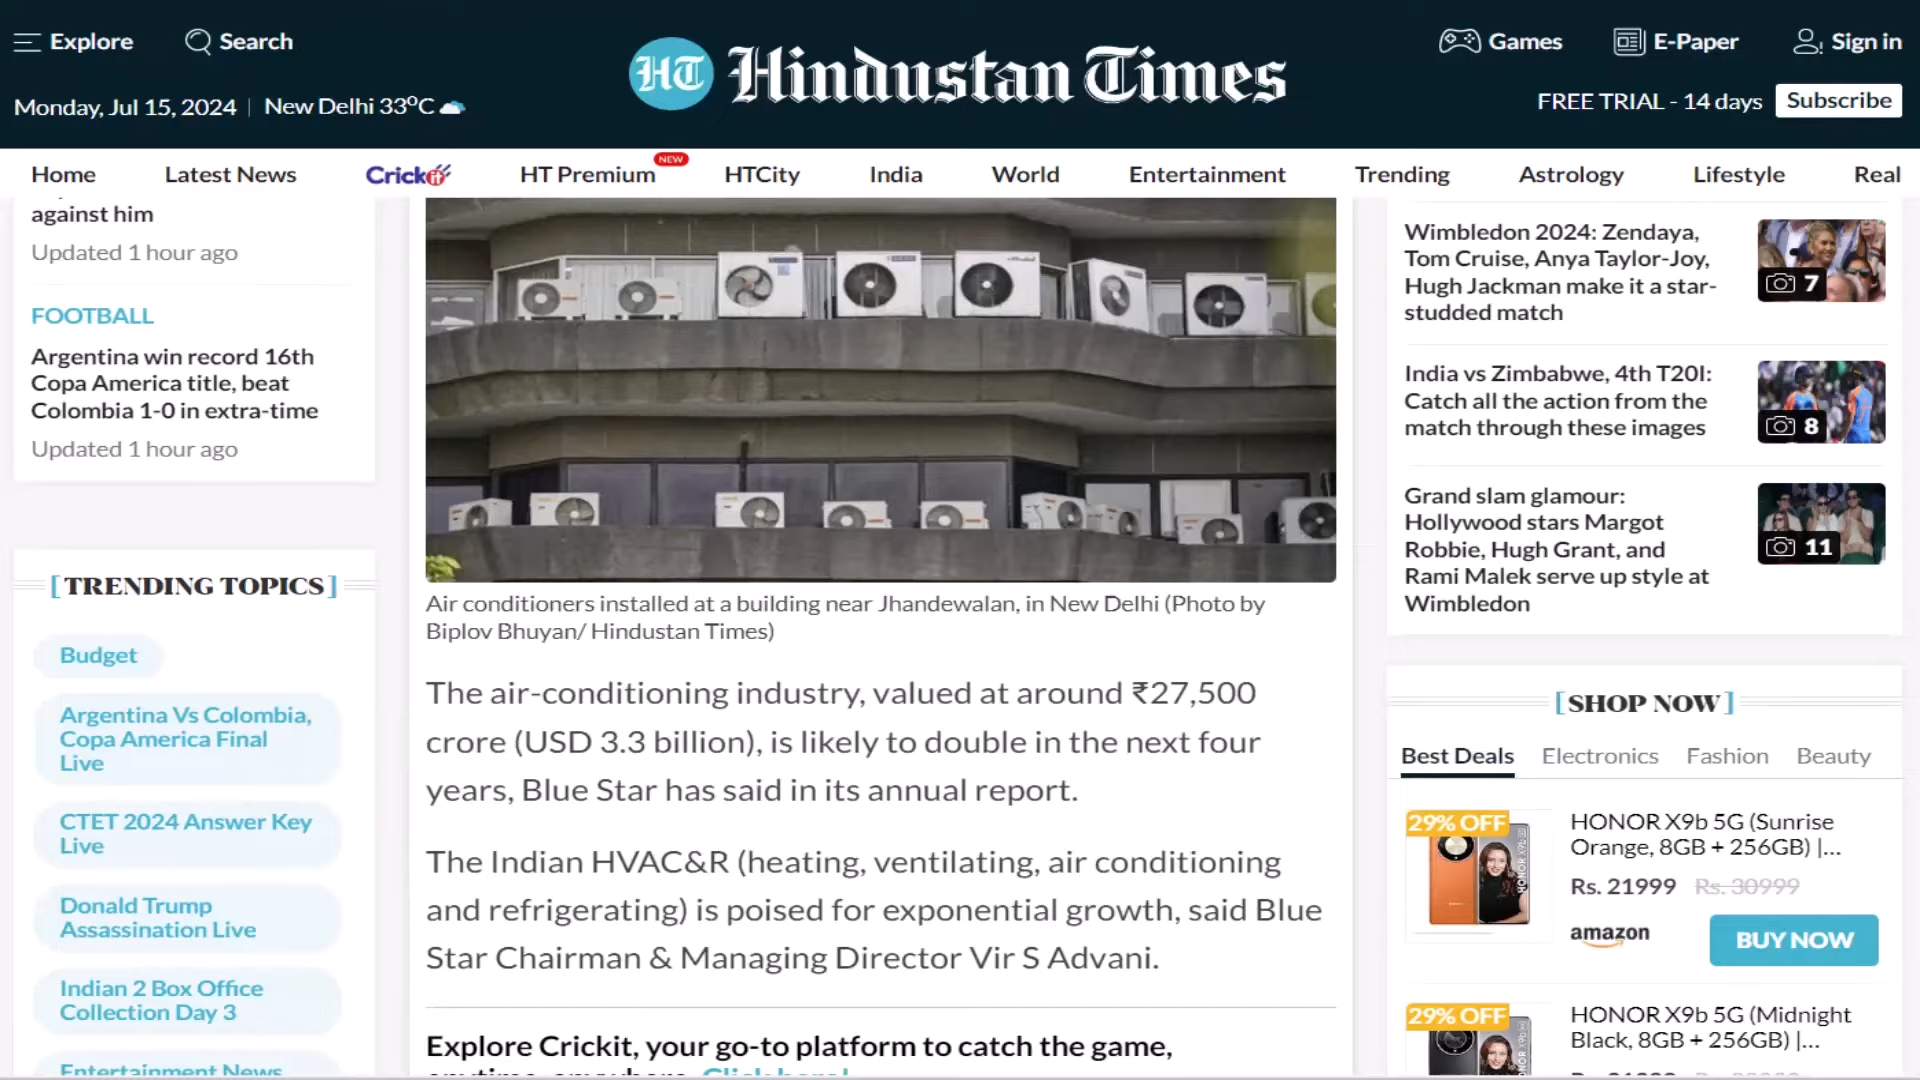 Explore
Search
HT Hindustan Times
Games
E-Paper
Sign in
Monday, Jul 15, 2024 | New Delhi 33°C
FREE TRIAL - 14 days
Subscribe
Home
Latest News
Crickit
HT Premium
NEW
HTCity
India
World
Entertainment
Trending
Astrology
Lifestyle
Real
against him
Updated 1 hour ago
FOOTBALL
Argentina win record 16th
Copa America title, beat
Colombia 1-0 in extra-time
Updated 1 hour ago
[TRENDING TOPICS]
Budget
Argentina Vs Colombia,
Copa America Final
Live
CTET 2024 Answer Key
Live
Donald Trump
Assassination Live
Indian 2 Box Office
Collection Day 3
Entertainment News
Air conditioners installed at a building near Jhandewalan, in New Delhi (Photo by
Biplov Bhuyan/ Hindustan Times)
The air-conditioning industry, valued at around ₹27,500
crore (USD 3.3 billion), is likely to double in the next four
years, Blue Star has said in its annual report.
The Indian HVAC&R (heating, ventilating, air conditioning
and refrigerating) is poised for exponential growth, said Blue
Star Chairman & Managing Director Vir S Advani.
Explore Crickit, your go-to platform to catch the game,
anytime, anywhere. Click here!
Wimbledon 2024: Zendaya,
Tom Cruise, Anya Taylor-Joy,
Hugh Jackman make it a star-
studded match
7
India vs Zimbabwe, 4th T20I:
Catch all the action from the
match through these images
8
Grand slam glamour:
Hollywood stars Margot
Robbie, Hugh Grant, and
Rami Malek serve up style at
Wimbledon
11
[SHOP NOW]
Best Deals
Electronics
Fashion
Beauty
29% OFF
HONOR X9b 5G (Sunrise
Orange, 8GB + 256GB) |...
Rs. 21999 Rs. 30999
amazon
BUY NOW
29% OFF
HONOR X9b 5G (Midnight
Black, 8GB + 256GB) |...